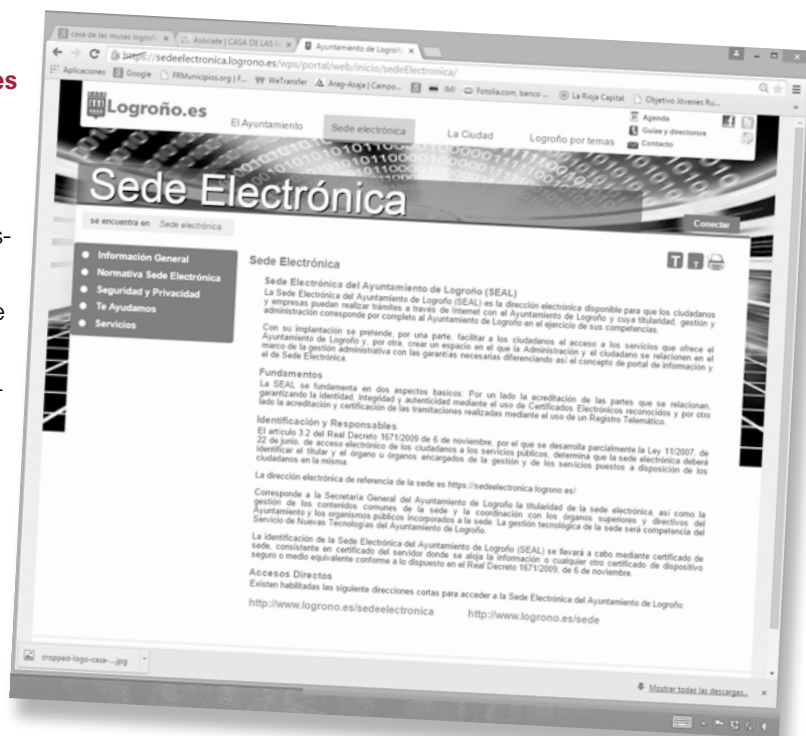 es
s-
e
-
casa de las musas logroñ
Asóciate | CASA DE LAS M
Ayuntamiento de Logroñ
https://sedeelectronica.logrono.es/wps/portal/web/inicio/sedeElectronica/
Aplicaciones Google FRMunicipios.org | F... WeTransfer Arag-Asaja | Campo... IMI Fotolia.com, banco ... La Rioja Capital Objetivo Jovenes Ru...
Logroño.es
El Ayuntamiento Sede electrónica La Ciudad Logroño por temas
Agenda
Guías y directorios
Contacto
Sede Electrónica
Conectar
se encuentra en Sede electrónica
Información General
Normativa Sede Electrónica
Seguridad y Privacidad
Te Ayudamos
Servicios
Sede Electrónica
T T
Sede Electrónica del Ayuntamiento de Logroño (SEAL)
La Sede Electrónica del Ayuntamiento de Logroño (SEAL) es la dirección electrónica disponible para que los ciudadanos
y empresas puedan realizar trámites a través de Internet con el Ayuntamiento de Logroño y cuya titularidad, gestión y
administración corresponde por completo al Ayuntamiento de Logroño en el ejercicio de sus competencias.
Con su implantación se pretende, por una parte, facilitar a los ciudadanos el acceso a los servicios que ofrece el
Ayuntamiento de Logroño y, por otra, crear un espacio en el que la Administración y el ciudadano se relacionen en el
marco de la gestión administrativa con las garantías necesarias diferenciando así el concepto de portal de información y
el de Sede Electrónica.
Fundamentos
La SEAL se fundamenta en dos aspectos basicos: Por un lado la acreditación de las partes que se relacionan,
garantizando la identidad, integridad y autenticidad mediante el uso de Certificados Electrónicos reconocidos y por otro
lado la acreditación y certificación de las tramitaciones realizadas mediante el uso de un Registro Telemático.
Identificación y Responsables
El artículo 3.2 del Real Decreto 1671/2009 de 6 de noviembre, por el que se desarrolla parcialmente la Ley 11/2007, de
22 de junio, de acceso electrónico de los ciudadanos a los servicios públicos, determina que la sede electrónica deberá
identificar el titular y el órgano u órganos encargados de la gestión y de los servicios puestos a disposición de los
ciudadanos en la misma.
La dirección electrónica de referencia de la sede es https://sedeelectronica.logrono.es/
Corresponde a la Secretaría General del Ayuntamiento de Logroño la titularidad de la sede electrónica, así como la
gestión de los contenidos comunes de la sede y la coordinación con los órganos superiores y directivos del
Ayuntamiento y los organismos públicos incorporados a la sede. La gestión tecnológica de la sede será competencia del
Servicio de Nuevas Tecnologías del Ayuntamiento de Logroño.
La identificación de la Sede Electrónica del Ayuntamiento de Logroño (SEAL) se llevará a cabo mediante certificado de
sede, consistente en certificado del servidor donde se aloja la información o cualquier otro certificado de dispositivo
seguro o medio equivalente conforme a lo dispuesto en el Real Decreto 1671/2009, de 6 de noviembre.
Accesos Directos
Existen habilitadas las siguiente direcciones cortas para acceder a la Sede Electrónica del Ayuntamiento de Logroño:
http://www.logrono.es/sedeelectronica http://www.logrono.es/sede
cropped-logo-casa-....jpg
Mostrar todas las descargas...